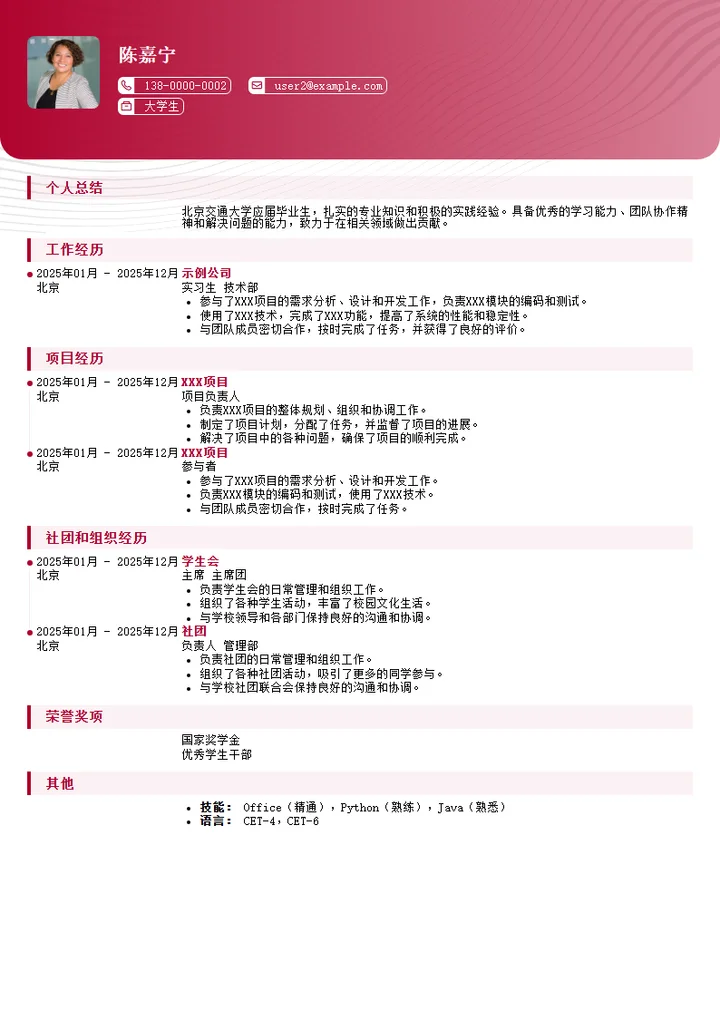 陈嘉宁
138-0000-0002
user2@example.com
大学生
个人总结
北京交通大学应届毕业生，扎实的专业知识和积极的实践经验。具备优秀的学习能力、团队协作精
神和解决问题的能力，致力于在相关领域做出贡献。
工作经历
2025年01月 - 2025年12月 示例公司
北京 实习生 技术部
• 参与了XXX项目的需求分析、设计和开发工作，负责XXX模块的编码和测试。
• 使用了XXX技术，完成了XXX功能，提高了系统的性能和稳定性。
• 与团队成员密切合作，按时完成了任务，并获得了良好的评价。
项目经历
2025年01月 - 2025年12月 XXX项目
北京 项目负责人
• 负责XXX项目的整体规划、组织和协调工作。
• 制定了项目计划，分配了任务，并监督了项目的进展。
• 解决了项目中的各种问题，确保了项目的顺利完成。
2025年01月 - 2025年12月 XXX项目
北京 参与者
• 参与了XXX项目的需求分析、设计和开发工作。
• 负责XXX模块的编码和测试，使用了XXX技术。
• 与团队成员密切合作，按时完成了任务。
社团和组织经历
2025年01月 - 2025年12月 学生会
北京 主席 主席团
• 负责学生会的日常管理和组织工作。
• 组织了各种学生活动，丰富了校园文化生活。
• 与学校领导和各部门保持良好的沟通和协调。
2025年01月 - 2025年12月 社团
北京 负责人 管理部
• 负责社团的日常管理和组织工作。
• 组织了各种社团活动，吸引了更多的同学参与。
• 与学校社团联合会保持良好的沟通和协调。
荣誉奖项
国家奖学金
优秀学生干部
其他
• 技能： Office（精通），Python（熟练），Java（熟悉）
• 语言： CET-4，CET-6